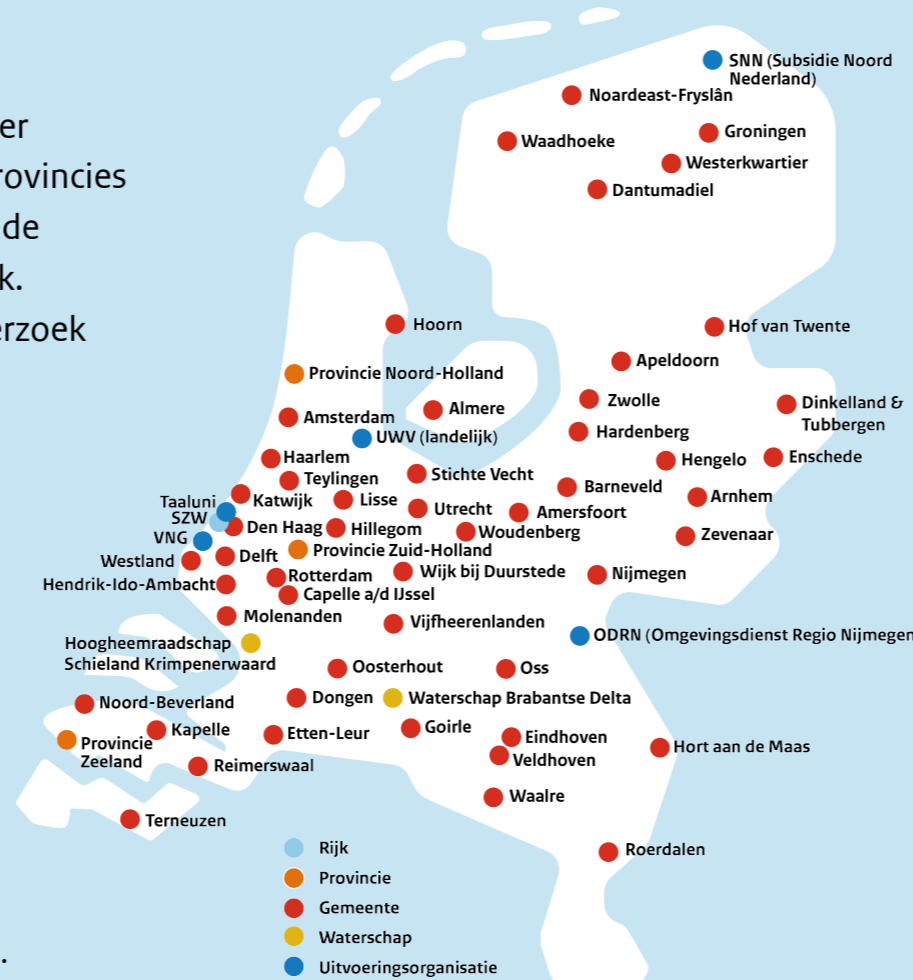 er
rovincies
de
k.
erzoek
SNN (Subsidie Noord
Nederland)
Noardeast-Fryslân
Groningen
Waadhoeke
Westerkwartier
Dantumadiel
Hoorn
Hof van Twente
Apeldoorn
Provincie Noord-Holland
Zwolle
Dinkelland &
Tubbergen
Almere
Amsterdam
Hardenberg
UWV (landelijk)
Haarlem
Hengelo
Enschede
Stichte Vecht
Teylingen
Barneveld
Arnhem
Katwijk
Lisse
Taaluni
Utrecht
Amersfoort
SZW
Den Haag
Hillegom
Woudenberg
Zevenaar
VNG
Provincie Zuid-Holland
Delft
Westland
Wijk bij Duurstede
Nijmegen
Rotterdam
Hendrik-Ido-Ambacht
Capelle a/d IJssel
Molenanden
Vijfheerenlanden
ODRN (Omgevingsdienst Regio Nijmegen
Hoogheemraadschap
Schieland Krimpenerwaard
Oosterhout
Oss
Dongen
Waterschap Brabantse Delta
Noord-Beverland
Kapelle
Etten-Leur
Goirle
Eindhoven
Provincie
Zeeland
Hort aan de Maas
Veldhoven
Reimerswaal
Waalre
Terneuzen
Roerdalen
Rijk
Provincie
Gemeente
Waterschap
Uitvoeringsorganisatie
.